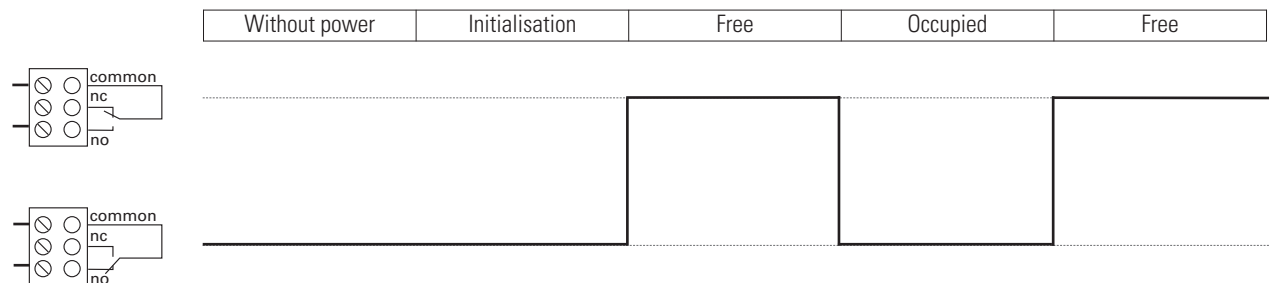 Without power Initialisation Free Occupied Free
common
nc
no
common
nc
no